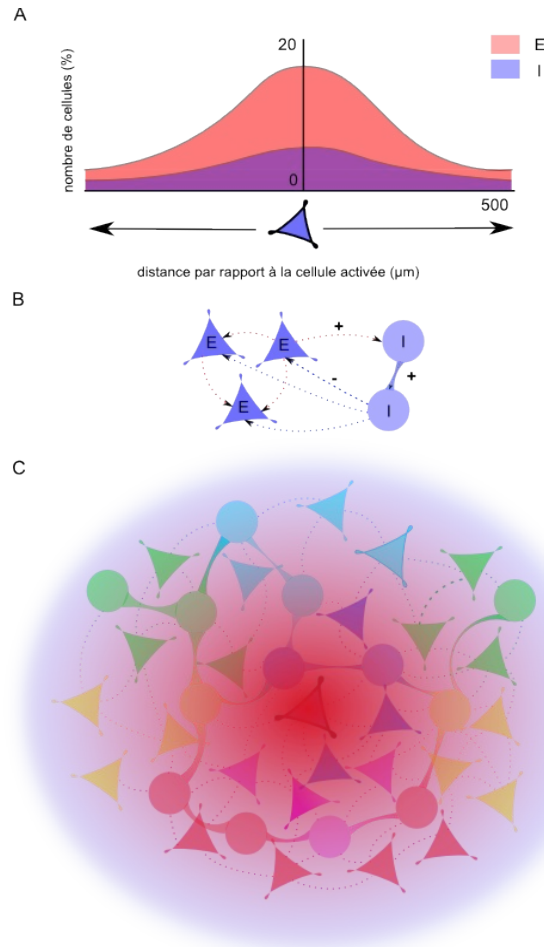 A
20
E
I
nombre de cellules (%)
0
500
distance par rapport à la cellule activée (µm)
B
E
E
+
I
-
+
E
I
C